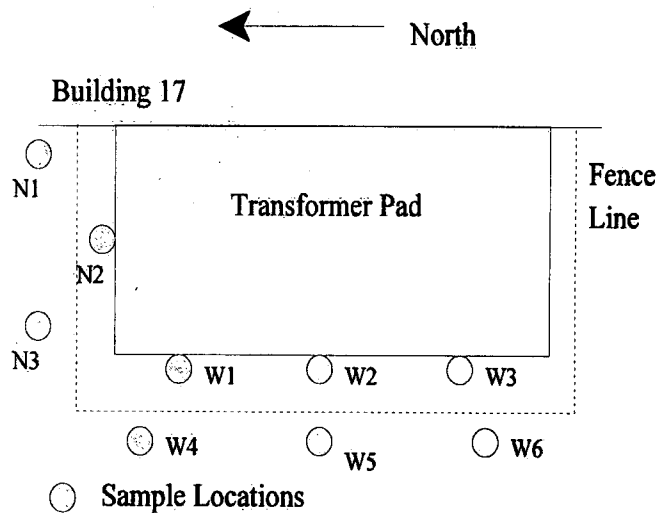 North
Building 17
N1
Transformer Pad
Fence
Line
N2
N3
W1
W2
W3
W4
W5
W6
Sample Locations